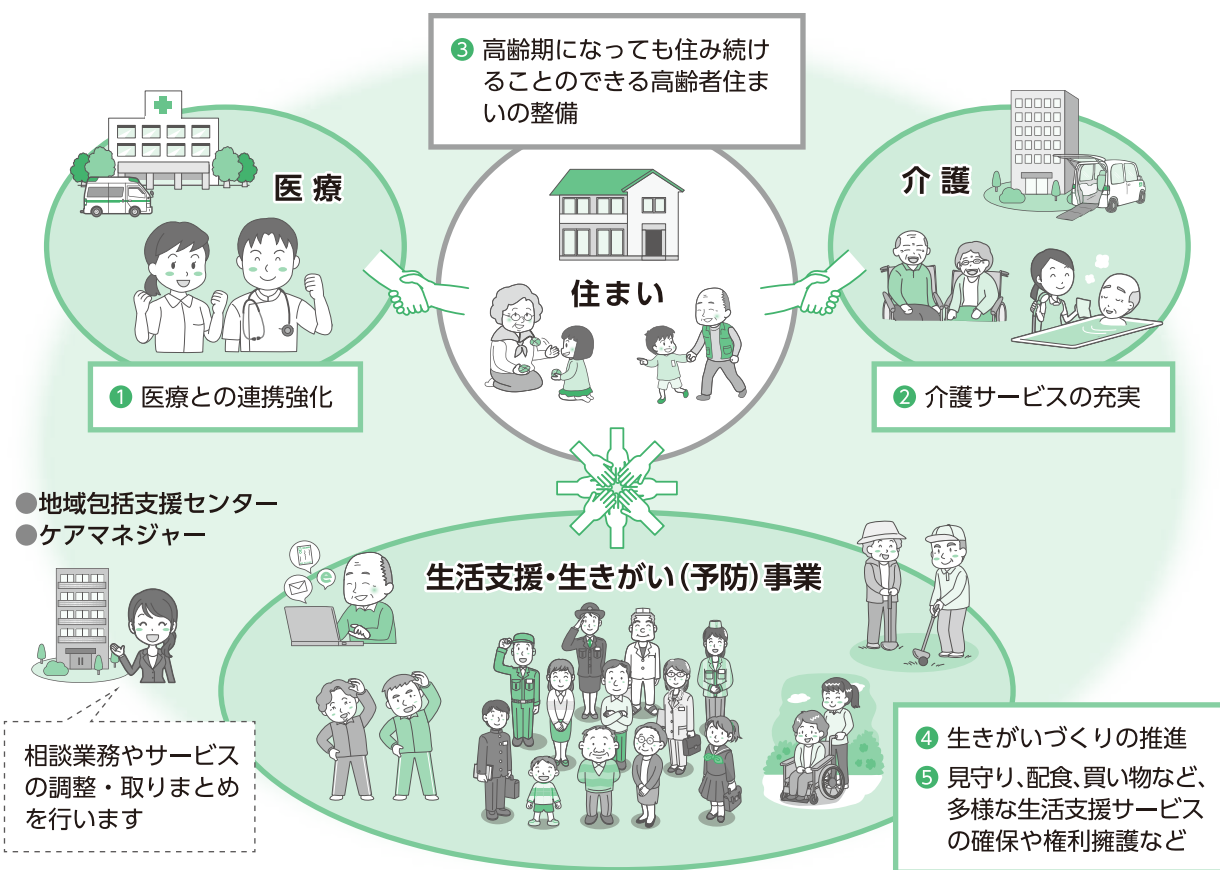 ❸ 高齢期になっても住み続け
ることのできる高齢者住ま
いの整備
医療
介護
住まい
❶ 医療との連携強化
❷ 介護サービスの充実
●地域包括支援センター
●ケアマネジャー
生活支援・生きがい（予防）事業
e
相談業務やサービス
の調整・取りまとめ
を行います
❹ 生きがいづくりの推進
❺ 見守り、配食、買い物など、
多様な生活支援サービス
の確保や権利擁護など